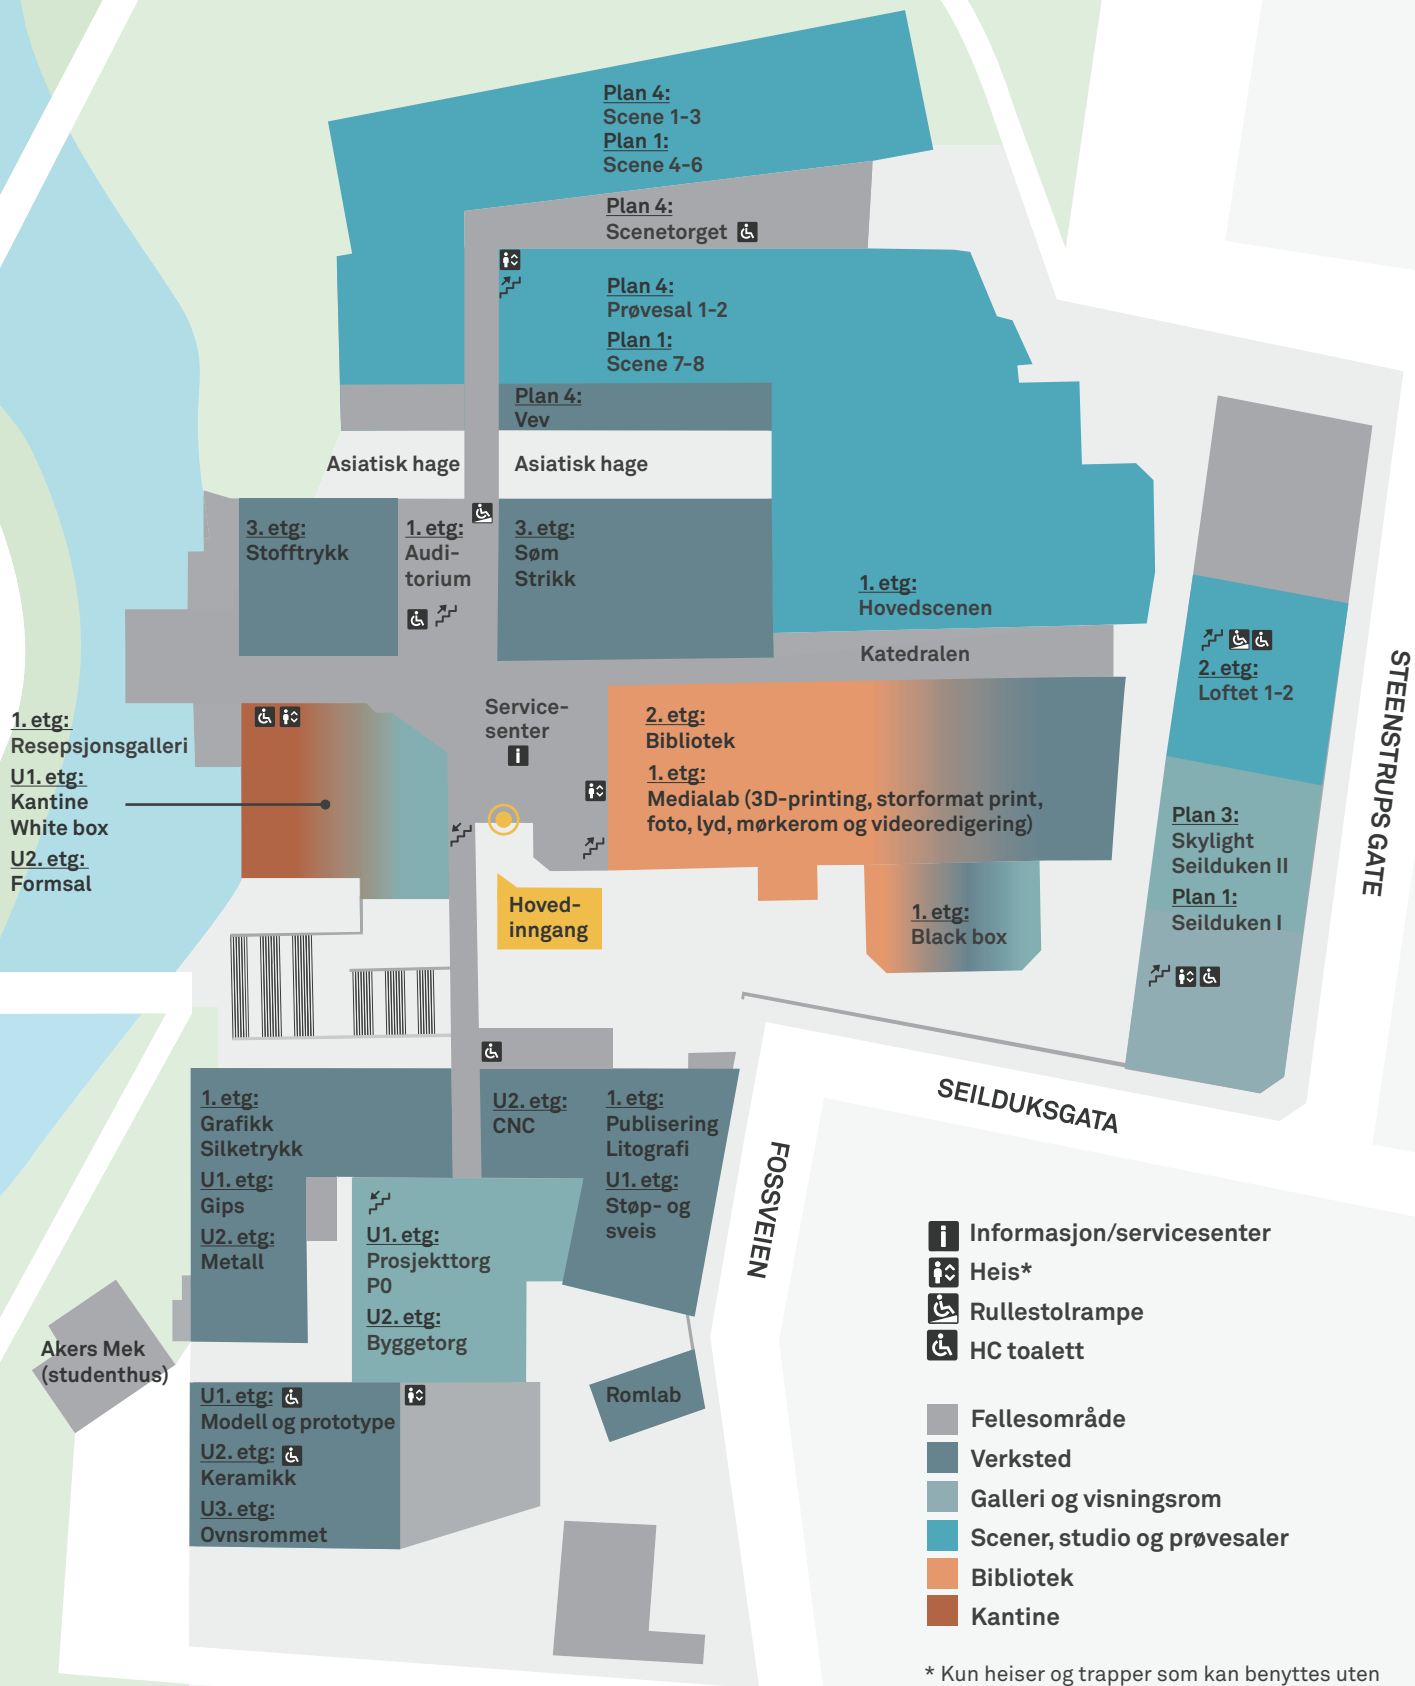 Plan 4:
Scene 1-3
Plan 1:
Scene 4-6
Plan 4:
Scenetorget
Plan 4:
Prøvesal 1-2
Plan 1:
Scene 7-8
Plan 4:
Vev
Asiatisk hage
Asiatisk hage
3. etg:
Stofftrykk
1. etg:
Audi-
torium
3. etg:
Søm
Strikk
1. etg:
Hovedscenen
Katedralen
2. etg:
Loftet 1-2
1. etg:
Resepsjonsgalleri
U1. etg:
Kantine
White box
U2. etg:
Formsal
Service-
senter
i
2. etg:
Bibliotek
1. etg:
Medialab (3D-printing, storformat print,
foto, lyd, mørkerom og videoredigering)
Plan 3:
Skylight
Seilduken II
Plan 1:
Seilduken I
STEENSTRUPS GATE
Hoved-
inngang
1. etg:
Black box
SEILDUKSGATA
FOSSVEIEN
1. etg:
Grafikk
Silketrykk
U1. etg:
Gips
U2. etg:
Metall
U2. etg:
CNC
1. etg:
Publisering
Litografi
U1. etg:
Støp- og
sveis
U1. etg:
Prosjekttorg
P0
U2. etg:
Byggetorg
Akers Mek
(studenthus)
Romlab
U1. etg:
Modell og prototype
U2. etg:
Keramikk
U3. etg:
Ovnsrommet
i Informasjon/servicesenter
Heis*
Rullestolrampe
HC toalett
Fellesområde
Verksted
Galleri og visningsrom
Scener, studio og prøvesaler
Bibliotek
Kantine
* Kun heiser og trapper som kan benyttes uten